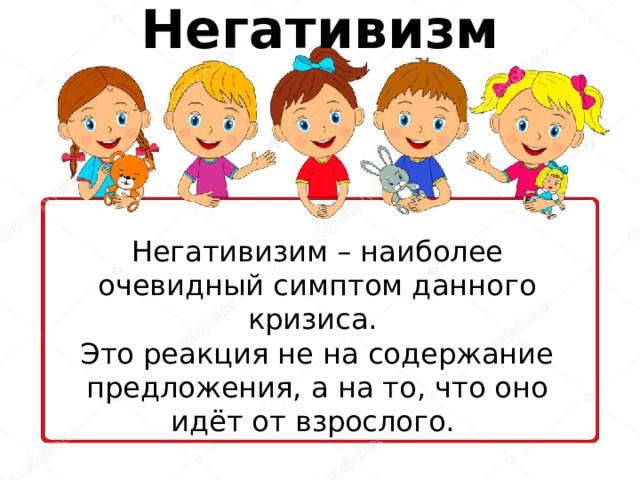 Негативизм
Негативизим – наиболее
очевидный симптом данного
кризиса.
Это реакция не на содержание
предложения, а на то, что оно
идёт от взрослого.